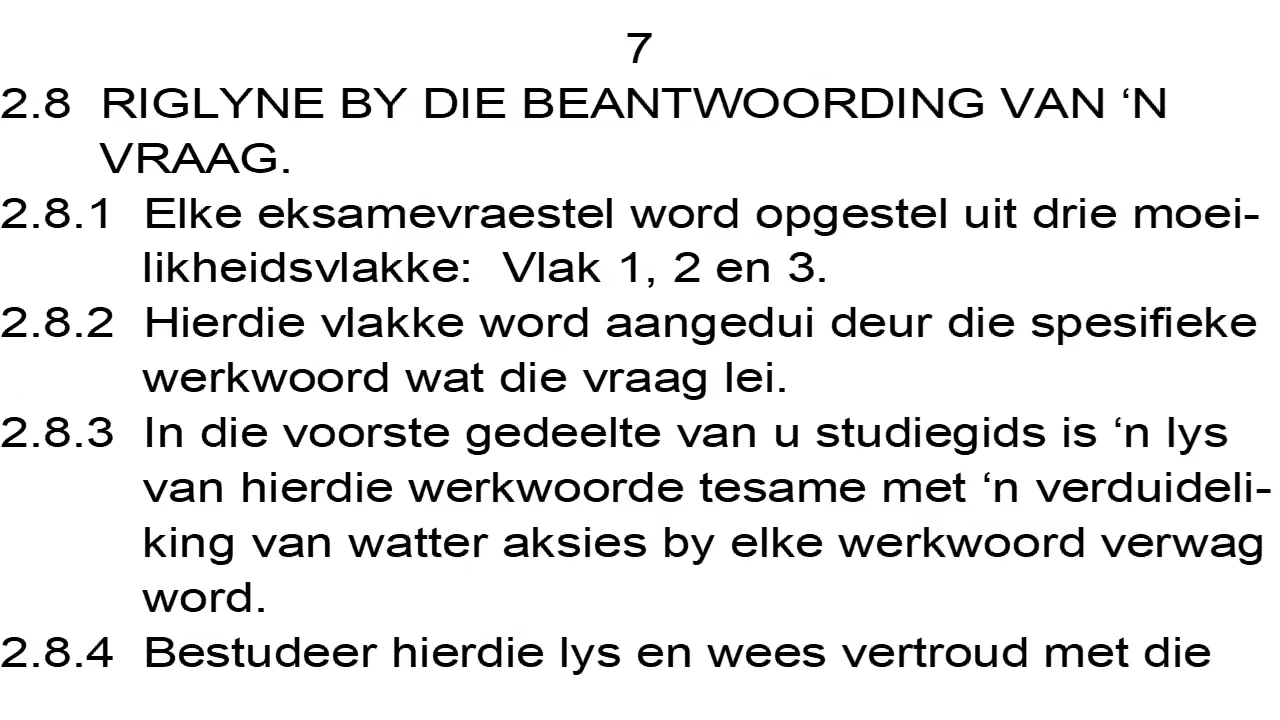 7
2.8 RIGLYNE BY DIE BEANTWOORDING VAN ‘N
VRAAG.
2.8.1 Elke eksamevraestel word opgestel uit drie moei-
likheidsvlakke: Vlak 1, 2 en 3.
2.8.2 Hierdie vlakke word aangedui deur die spesifieke
werkwoord wat die vraag lei.
2.8.3 In die voorste gedeelte van u studiegids is ‘n lys
van hierdie werkwoorde tesame met ‘n verduideli-
king van watter aksies by elke werkwoord verwag
word.
2.8.4 Bestudeer hierdie lys en wees vertroud met die